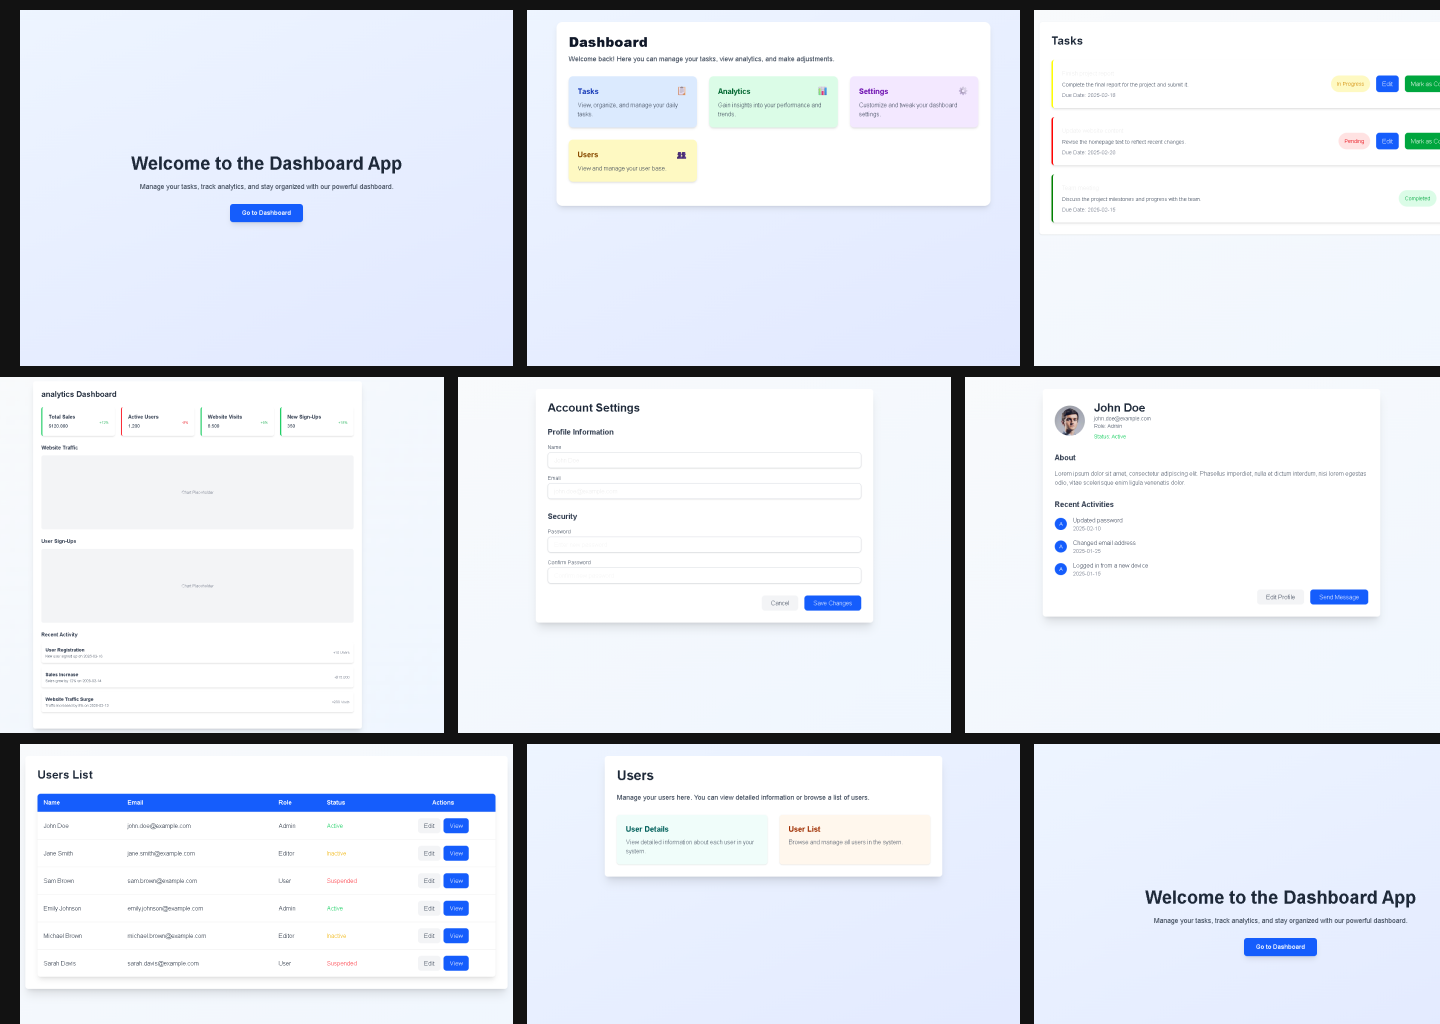 Welcome to the Dashboard App
Manage your tasks, track analytics, and stay organized with our powerful dashboard.
Go to Dashboard
Dashboard
Welcome back! Here you can manage your tasks, view analytics, and make adjustments.
Tasks
View, organize, and manage your daily
tasks.
Analytics
Gain insights into your performance and
trends.
Settings
Customize and tweak your dashboard
settings.
Users
View and manage your user base.
Tasks
Complete the final report for the project and submit it.
Due Date: 2025-02-18
In Progress Edit Mark as Co
Revise the homepage text to reflect recent changes.
Due Date: 2025-02-20
Pending Edit Mark as Co
Discuss the project milestones and progress with the team.
Due Date: 2025-02-15
Completed
analytics Dashboard
Total Sales
$120,000
Active Users
1,200
Website Visits
8,500
New Sign-Ups
350
Website Traffic
Chart Placeholder
User Sign-Ups
Chart Placeholder
Recent Activity
User Registration
Sales Increase
Website Traffic Surge
Account Settings
Profile Information
Name
Email
Security
Password
Confirm Password
Cancel Save Changes
John Doe
john.doe@example.com
Role: Admin
Status: Active
About
Lorem ipsum dolor sit amet, consectetur adipiscing elit. Phasellus imperdiet, nulla et dictum interdum, nisi lorem egestas
odio, vitae scelerisque enim ligula venenatis dolor.
Recent Activities
A Updated password
2025-02-10
A Changed email address
2025-01-25
A Logged in from a new device
2025-01-19
Edit Profile Send Message
Users List
Name Email Role Status Actions
John Doe john.doe@example.com Admin Active Edit View
Jane Smith jane.smith@example.com Editor Inactive Edit View
Sam Brown sam.brown@example.com User Suspended Edit View
Emily Johnson emily.johnson@example.com Admin Active Edit View
Michael Brown michael.brown@example.com Editor Inactive Edit View
Sarah Davis sarah.davis@example.com User Suspended Edit View
Users
Manage your users here. You can view detailed information or browse a list of users.
User Details
View detailed information about each user in your
system.
User List
Browse and manage all users in the system.
Welcome to the Dashboard App
Manage your tasks, track analytics, and stay organized with our powerful dashboard.
Go to Dashboard